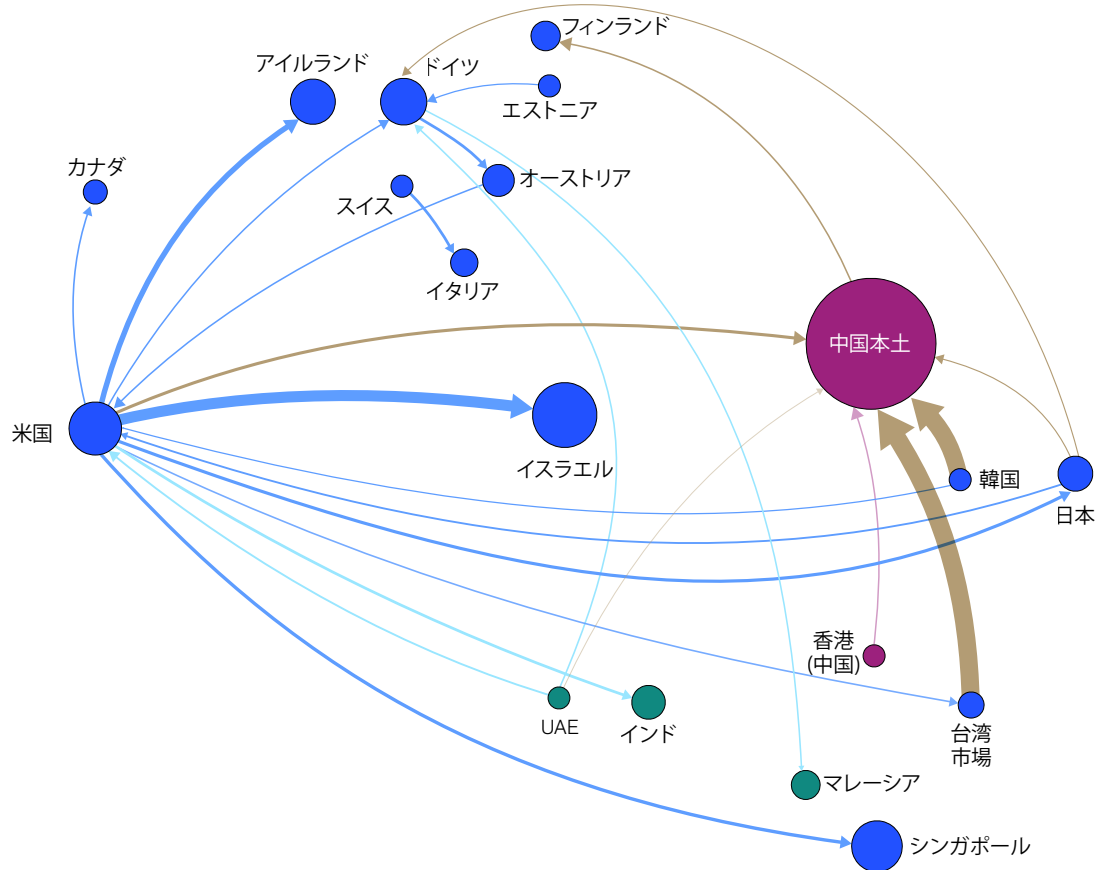 フィンランド
アイルランド
ドイツ
エストニア
カナダ
オーストリア
スイス
イタリア
中国本土
米国
イスラエル
韓国
日本
香港
(中国)
UAE
インド
台湾
市場
マレーシア
シンガポール